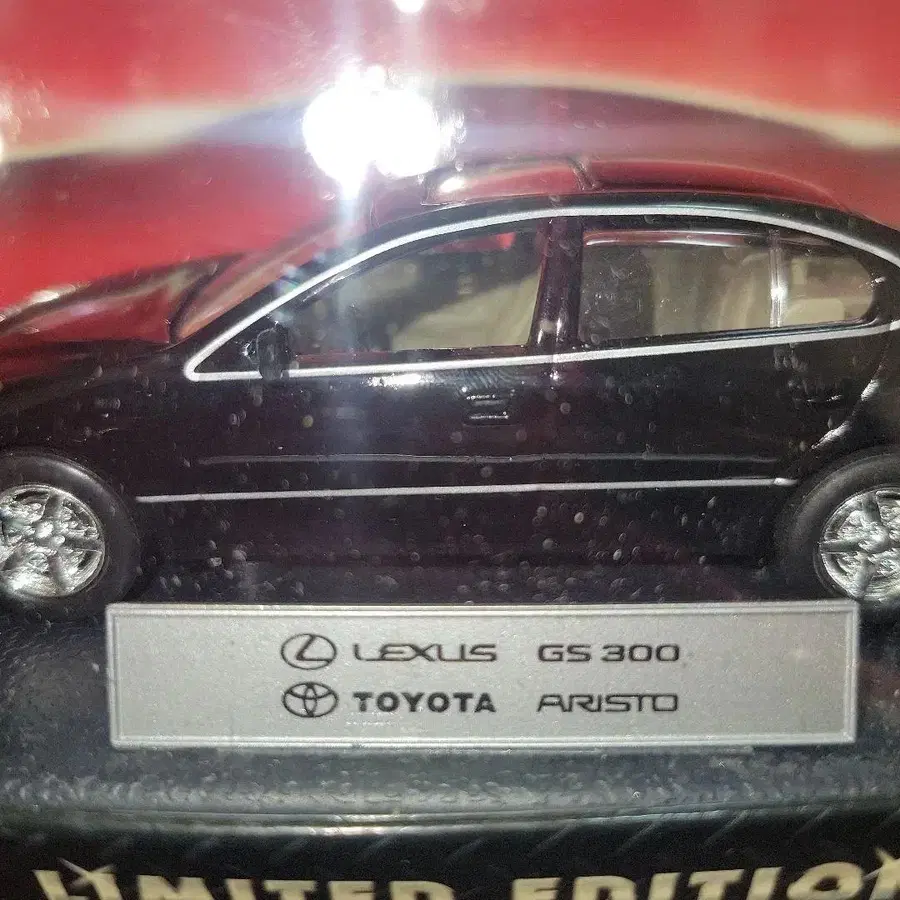 LEXUS GS 300
TOYOTA ARISTO
LIMITED EDITION